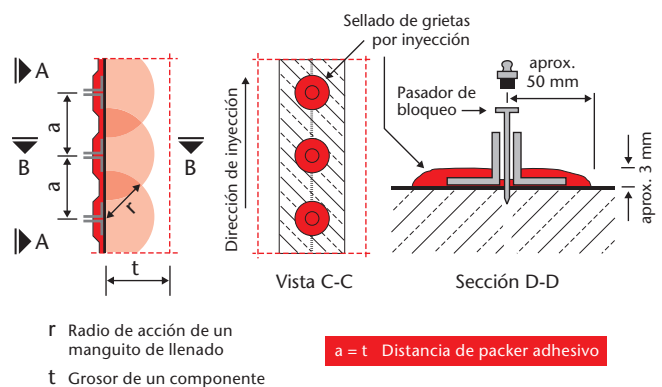 A
a
B
a
A
B
r
t
Dirección de inyección
Vista C-C
Sellado de grietas
por inyección
Pasador de
bloqueo
aprox.
50 mm
aprox. 3 mm
Sección D-D
r Radio de acción de un
manguito de llenado
t Grosor de un componente
a = t Distancia de packer adhesivo